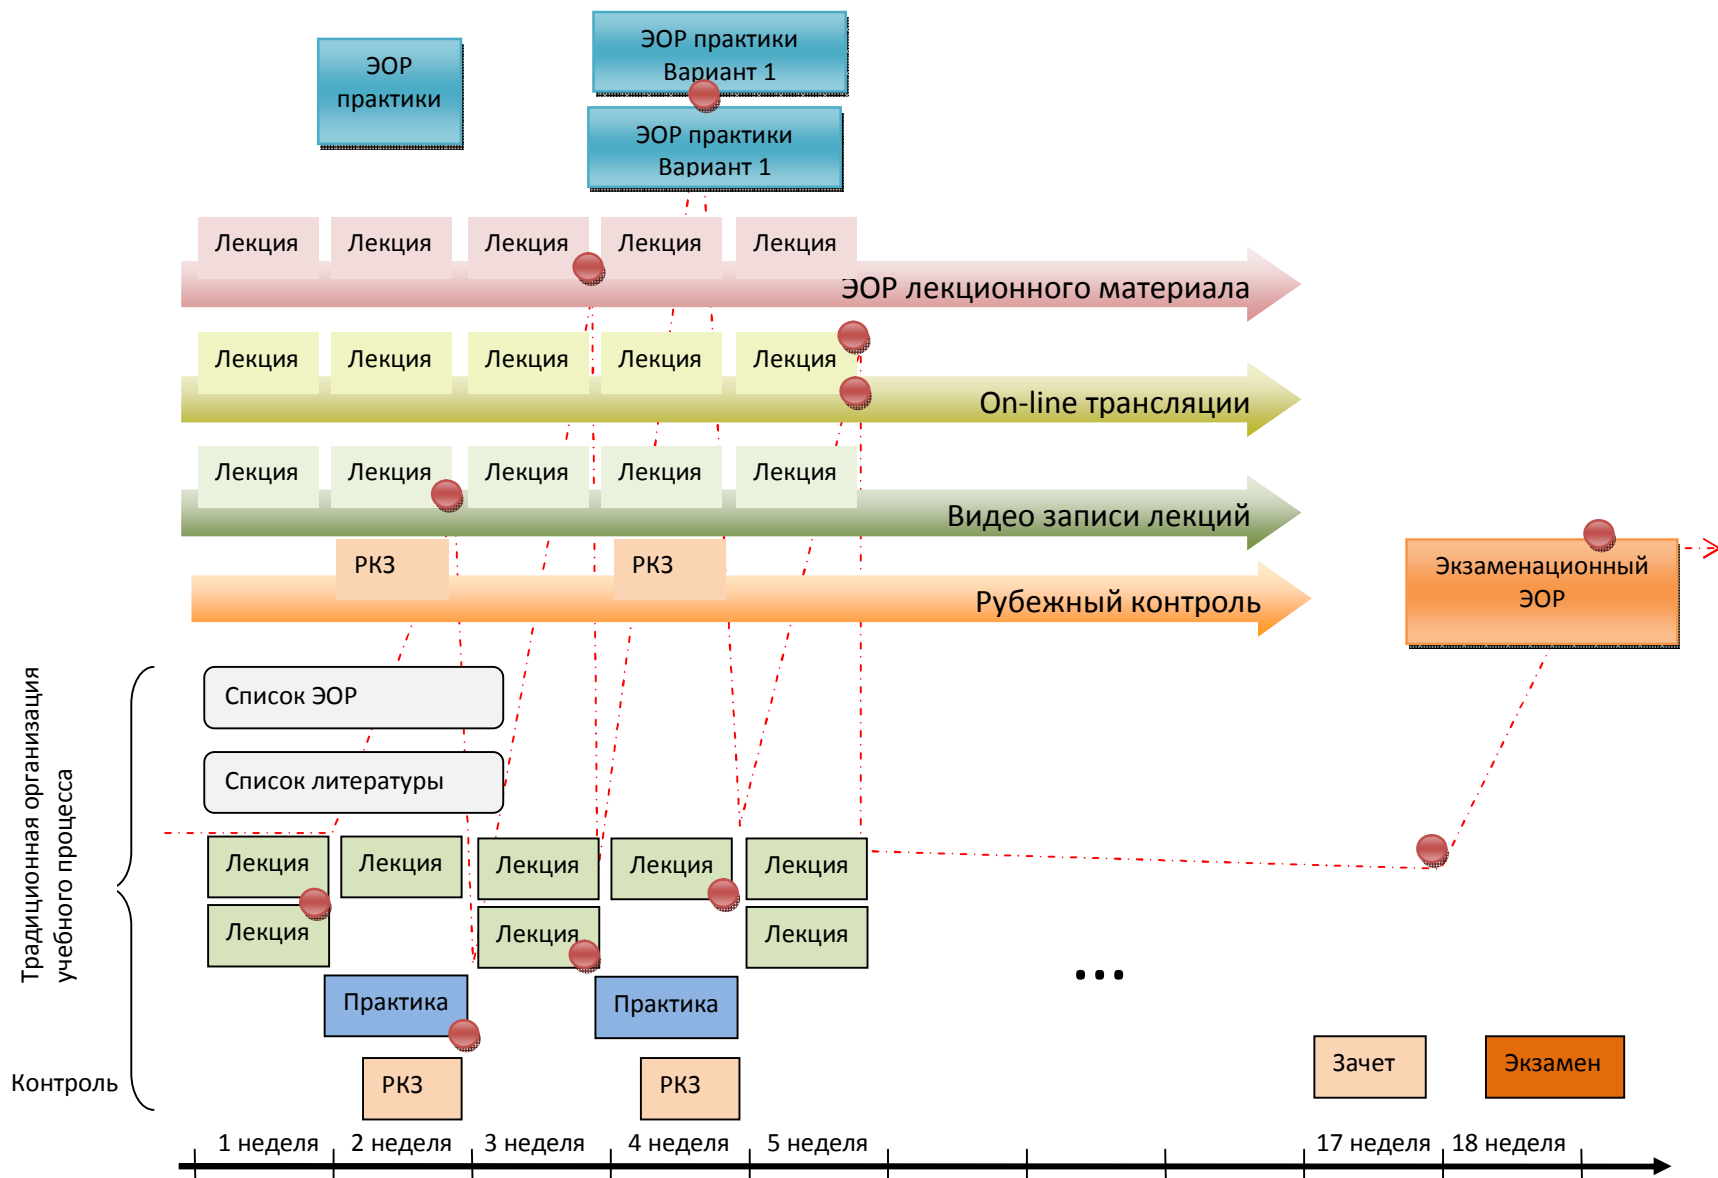 ЭОР
практики
ЭОР практики
Вариант 1
ЭОР практики
Вариант 1
Лекция
Лекция
Лекция
Лекция
Лекция
ЭОР лекционного материала
Лекция
Лекция
Лекция
Лекция
Лекция
On-line трансляции
Лекция
Лекция
Лекция
Лекция
Лекция
Видео записи лекций
РКЗ
РКЗ
Рубежный контроль
Экзаменационный
ЭОР
Традиционная организация
учебного процесса
Список ЭОР
Список литературы
Лекция
Лекция
Лекция
Лекция
Лекция
Лекция
Лекция
Лекция
...
Практика
Практика
Контроль
РКЗ
РКЗ
Зачет
Экзамен
1 неделя
2 неделя
3 неделя
4 неделя
5 неделя
17 неделя
18 неделя